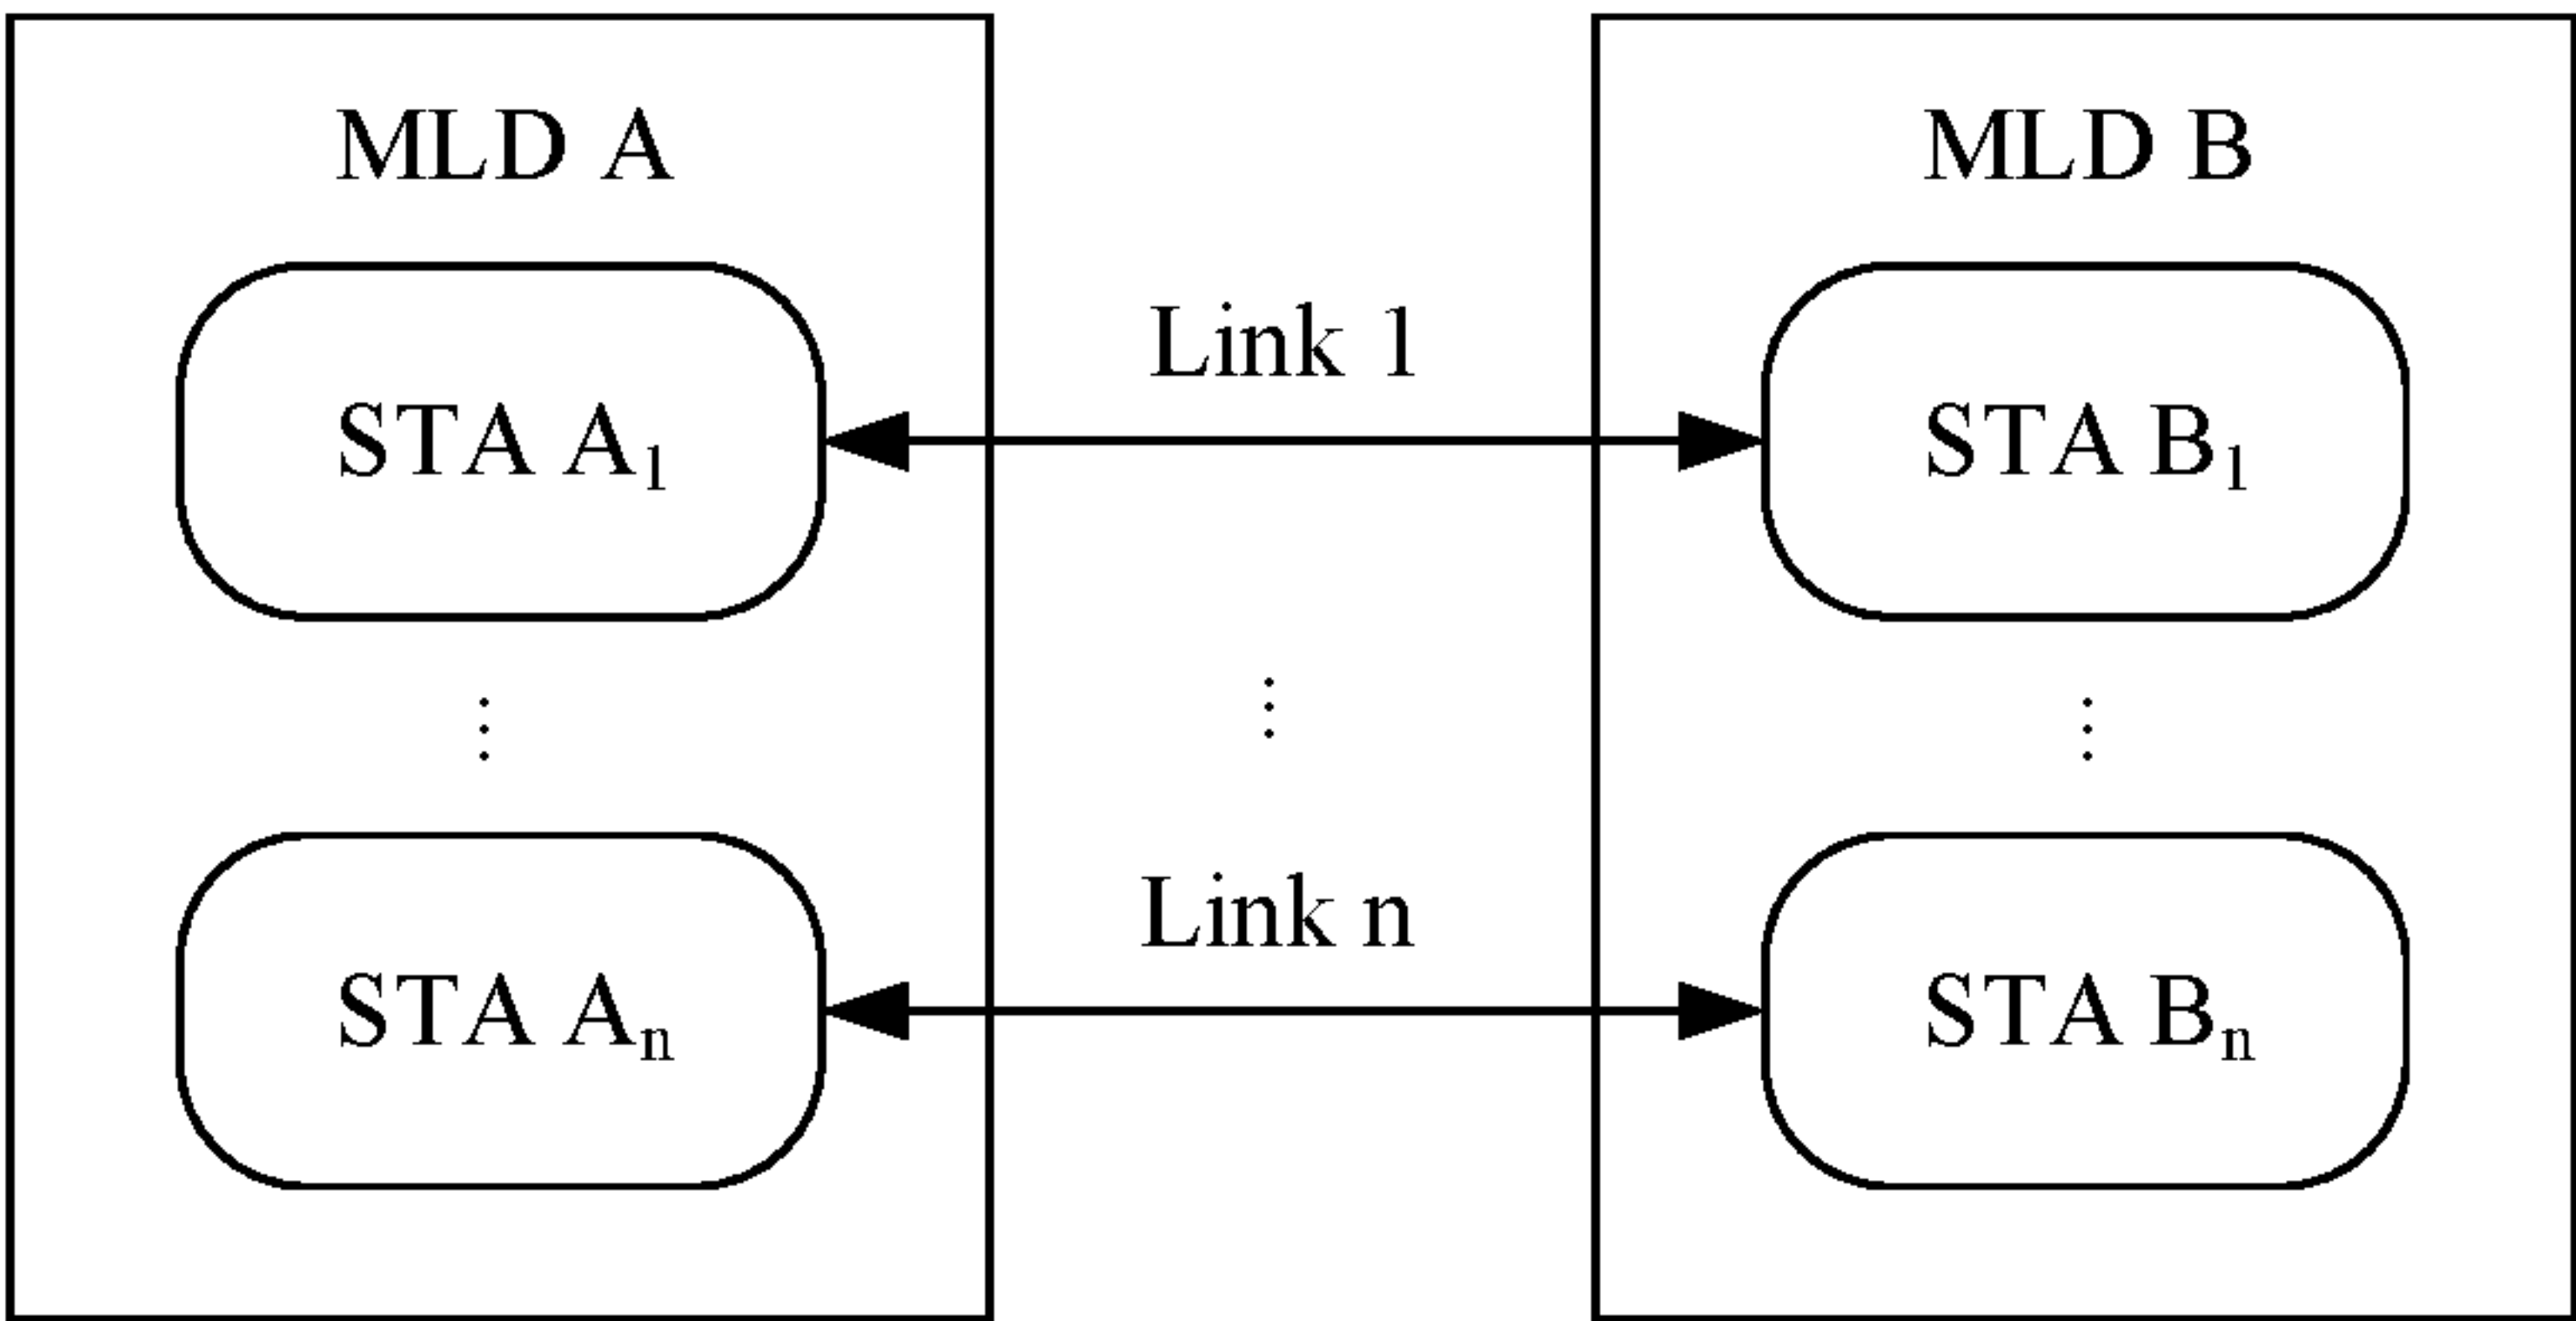 MLD A
MLD B
Link 1
STA A₁
STA B₁
⋮
⋮
⋮
Link n
STA Aₙ
STA Bₙ